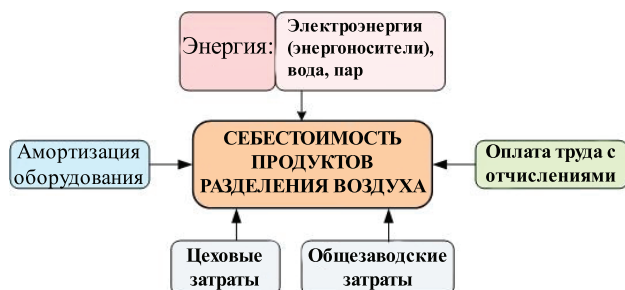 Энергия:
Электроэнергия
(энергоносители),
вода, пар
СЕБЕСТОИМОСТЬ
ПРОДУКТОВ
РАЗДЕЛЕНИЯ ВОЗДУХА
Амортизация
оборудования
Оплата труда с
отчислениями
Цеховые
затраты
Общезаводские
затраты